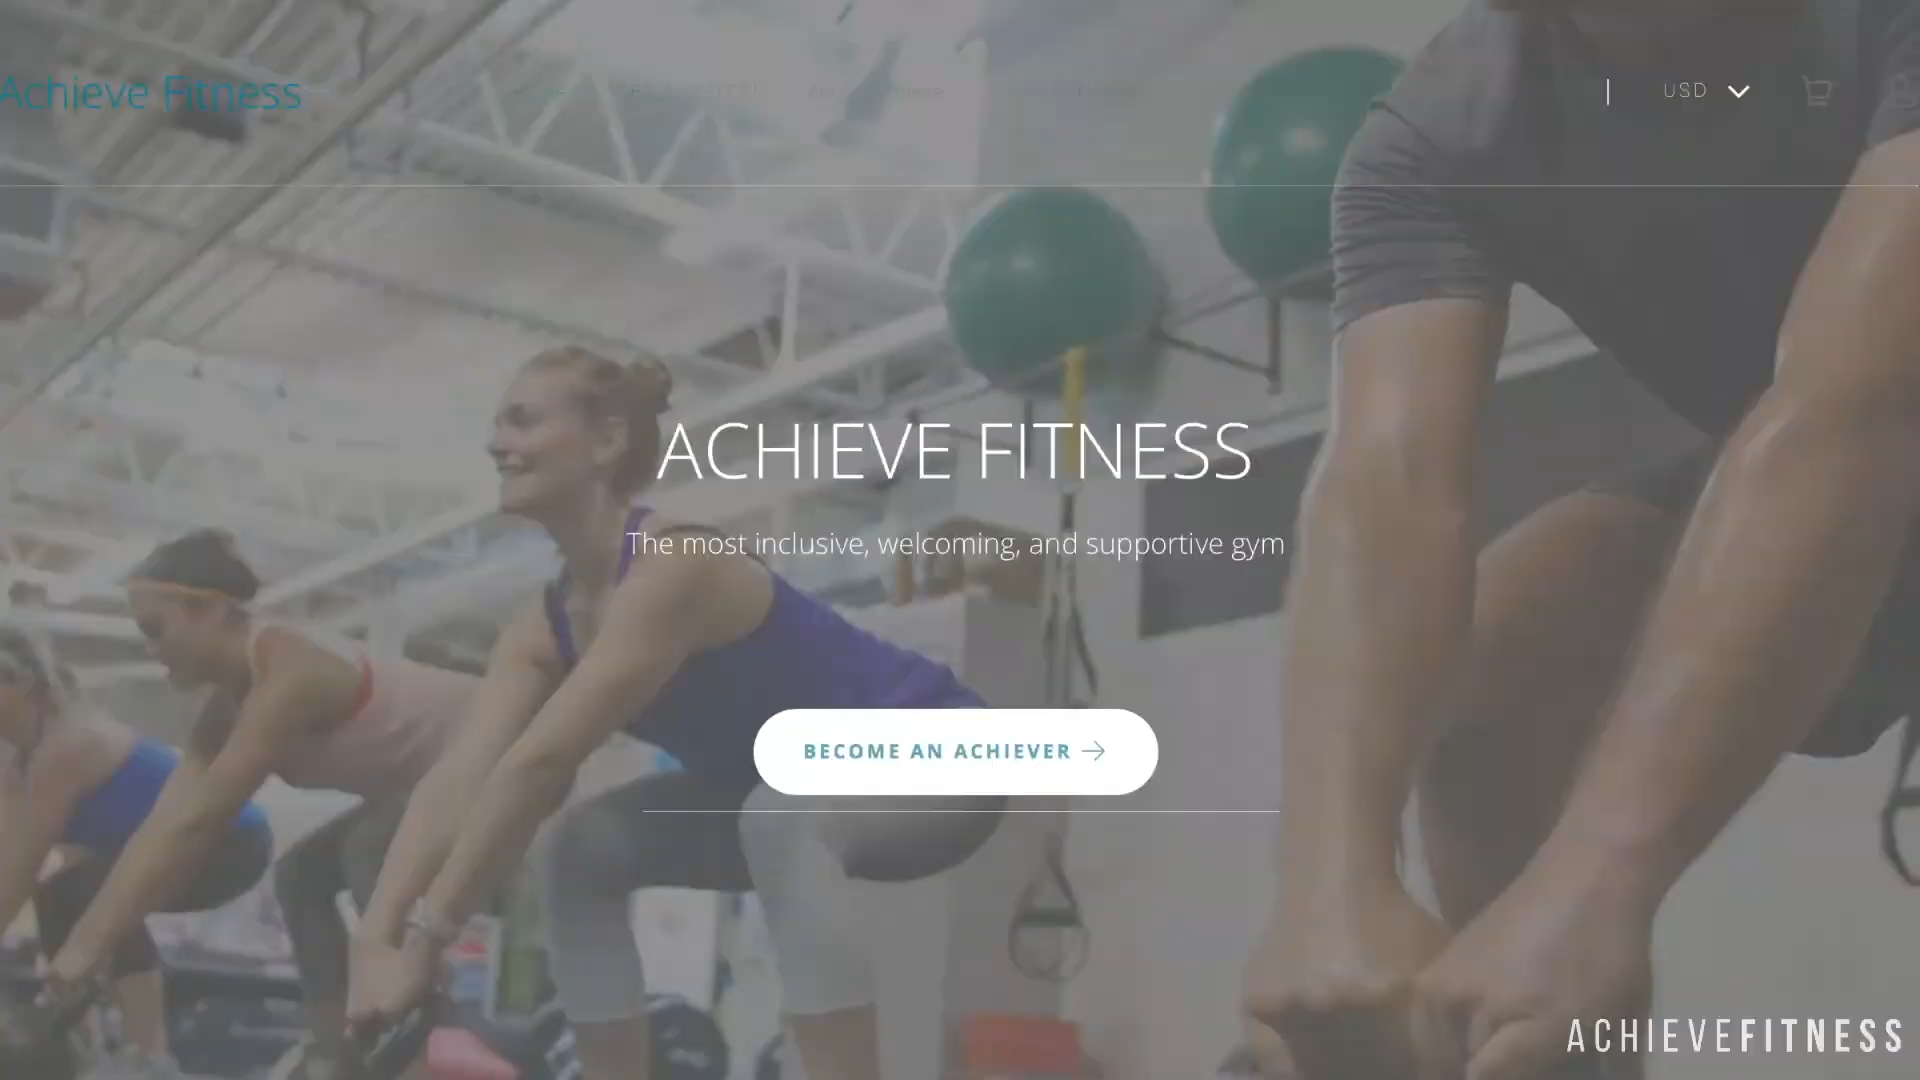 Achieve Fitness
| USD
ACHIEVE FITNESS
The most inclusive, welcoming, and supportive gym
BECOME AN ACHIEVER →
ACHIEVEFITNESS